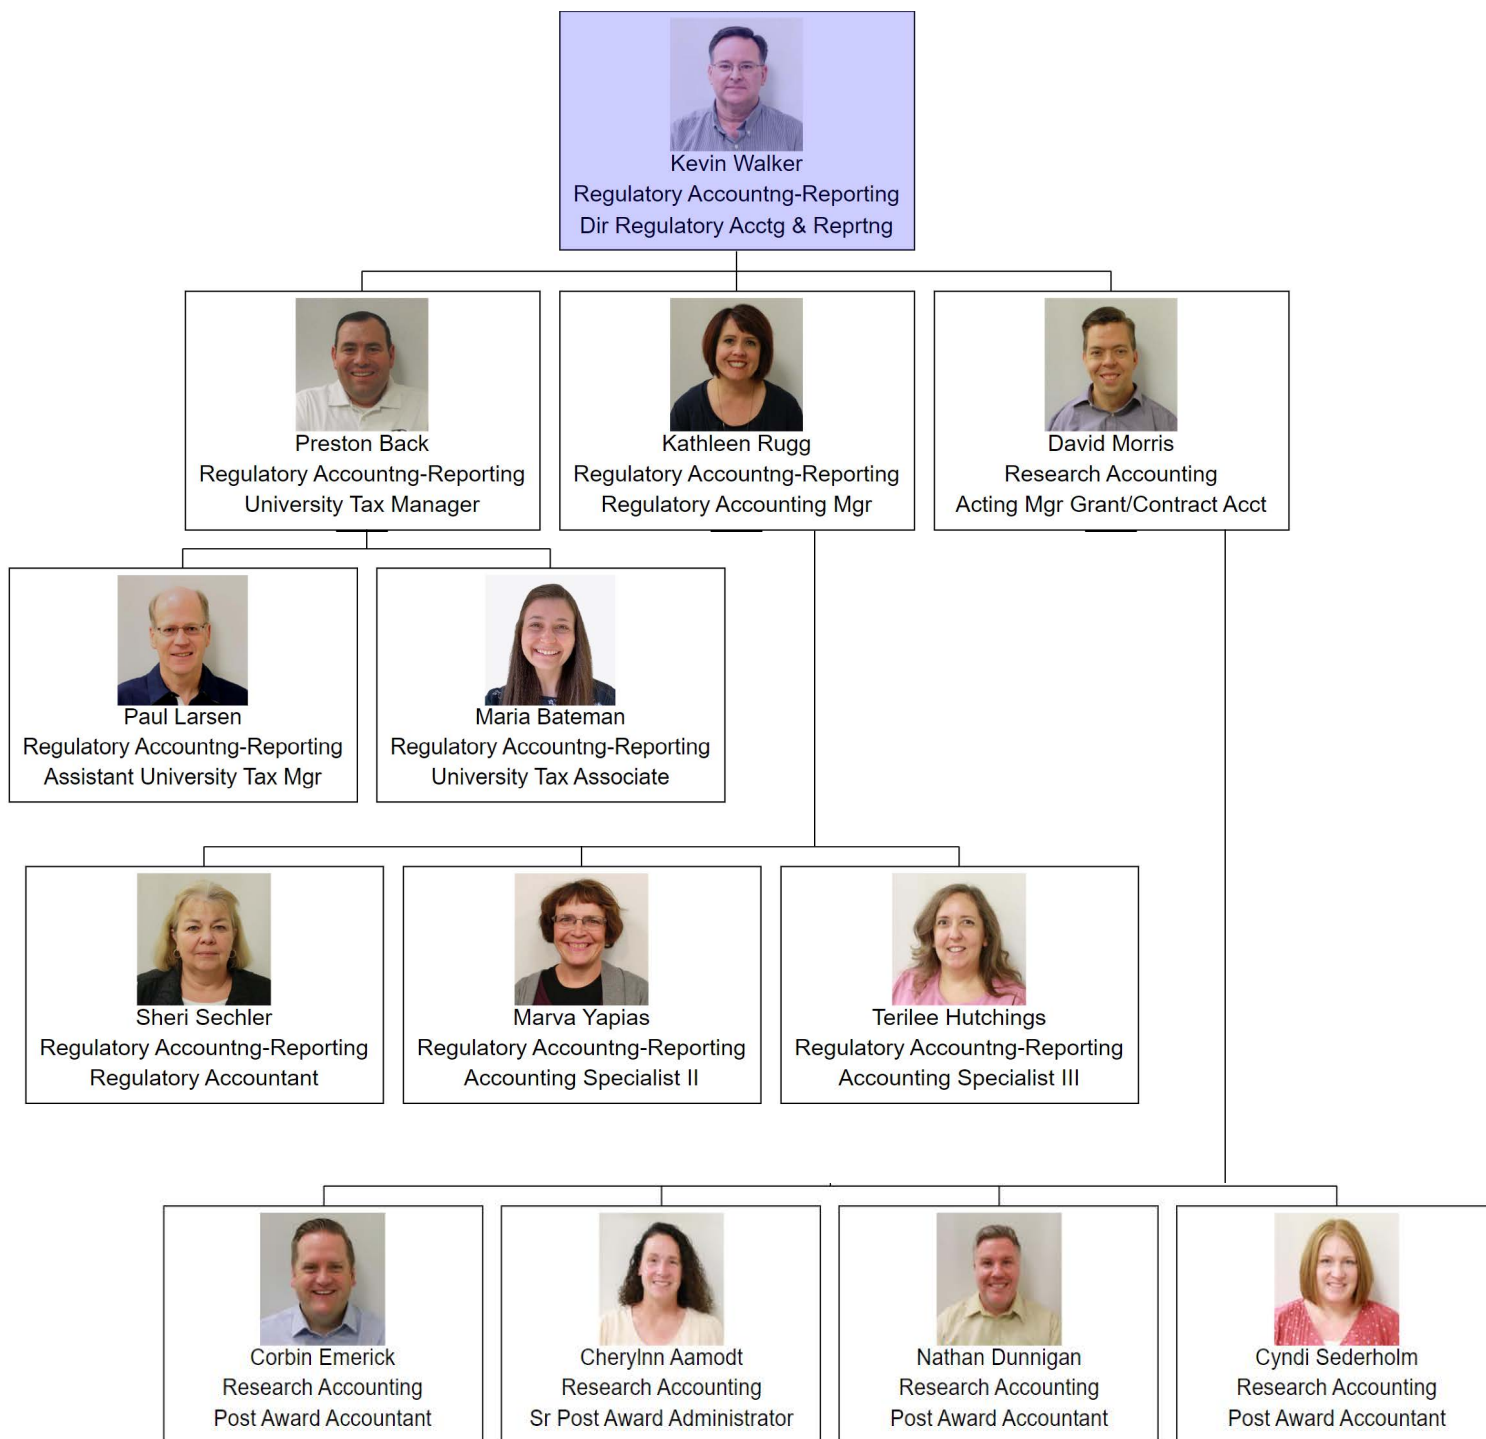 Kevin Walker
Regulatory Accountng-Reporting
Dir Regulatory Acctg & Reprtng
Preston Back
Regulatory Accountng-Reporting
University Tax Manager
Kathleen Rugg
Regulatory Accountng-Reporting
Regulatory Accounting Mgr
David Morris
Research Accounting
Acting Mgr Grant/Contract Acct
Paul Larsen
Regulatory Accountng-Reporting
Assistant University Tax Mgr
Maria Bateman
Regulatory Accountng-Reporting
University Tax Associate
Sheri Sechler
Regulatory Accountng-Reporting
Regulatory Accountant
Marva Yapias
Regulatory Accountng-Reporting
Accounting Specialist II
Terilee Hutchings
Regulatory Accountng-Reporting
Accounting Specialist III
Corbin Emerick
Research Accounting
Post Award Accountant
Cherylnn Aamodt
Research Accounting
Sr Post Award Administrator
Nathan Dunnigan
Research Accounting
Post Award Accountant
Cyndi Sederholm
Research Accounting
Post Award Accountant